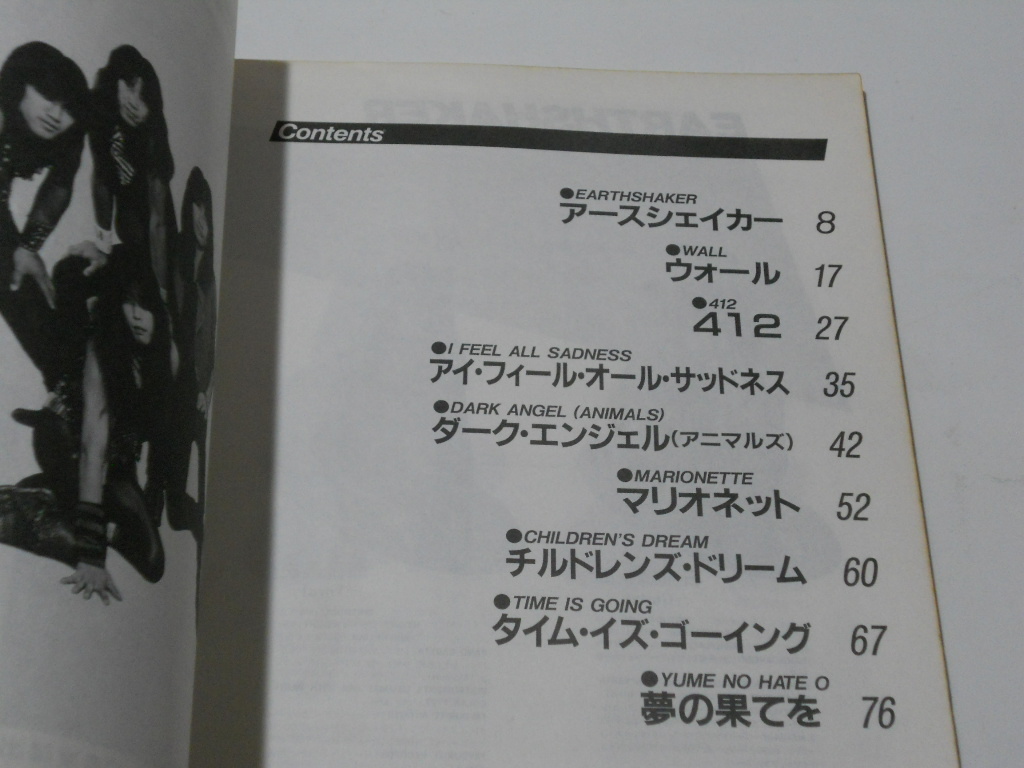 Contents
●EARTHSHAKER
アースシェイカー 8
●WALL
ウォール 17
●412
412 27
●I FEEL ALL SADNESS
アイ・フィール・オール・サッドネス 35
●DARK ANGEL (ANIMALS)
ダーク・エンジェル(アニマルズ) 42
●MARIONETTE
マリオネット 52
●CHILDREN'S DREAM
チルドレンズ・ドリーム 60
●TIME IS GOING
タイム・イズ・ゴーイング 67
●YUME NO HATE O
夢の果てを 76